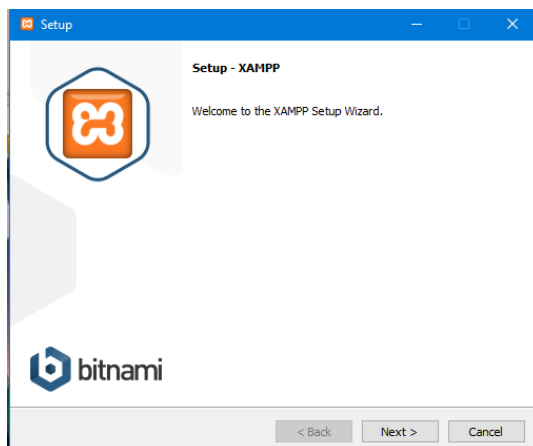 Setup
Setup - XAMPP
Welcome to the XAMPP Setup Wizard.
bitnami
< Back
Next >
Cancel